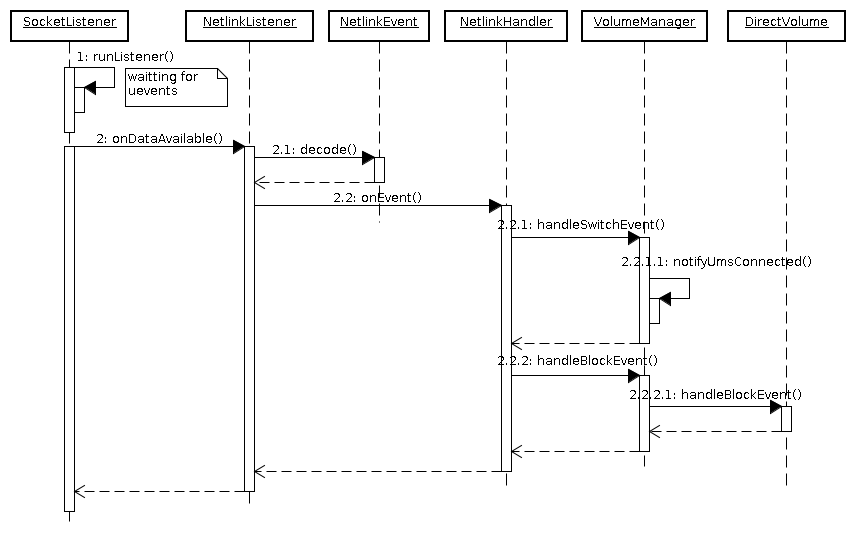 SocketListener
NetlinkListener
NetlinkEvent
NetlinkHandler
VolumeManager
DirectVolume
1: runListener()
waitting for
uevents
2: onDataAvailable()
2.1: decode()
2.2: onEvent()
2.2.1: handleSwitchEvent()
2.2.1.1: notifyUmsConnected()
2.2.2: handleBlockEvent()
2.2.2.1: handleBlockEvent()